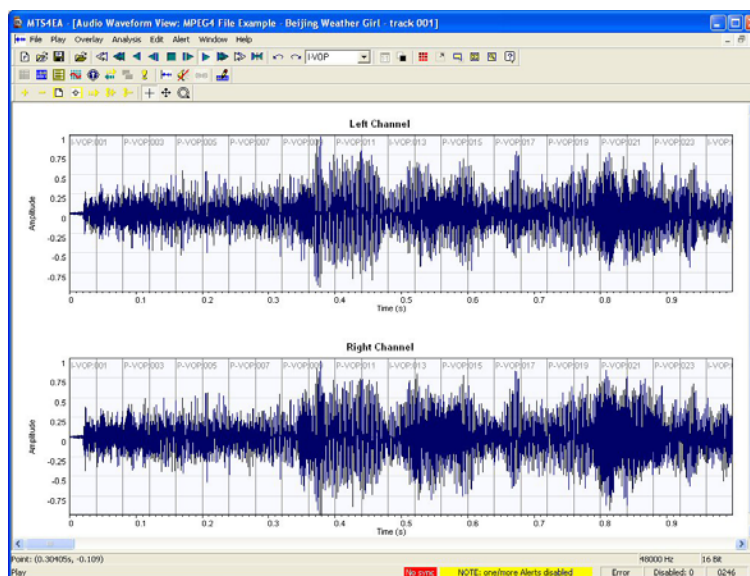 MTS4EA - [Audio Waveform View: MPEG4 File Example - Beijing Weather Girl - track 001]
File Play Overlay Analysis Edit Alert Window Help
I-VOP
Left Channel
I-VOP:001 P-VOP:003 P-VOP:005 P-VOP:007 P-VOP:009 P-VOP:011 I-VOP:013 P-VOP:015 P-VOP:017 P-VOP:019 P-VOP:021 P-VOP:023 I-VOP:
1
0.75
0.5
0.25
0
-0.25
-0.5
-0.75
Amplitude
0 0.1 0.2 0.3 0.4 0.5 0.6 0.7 0.8 0.9
Time (s)
Right Channel
I-VOP:001 P-VOP:003 P-VOP:005 P-VOP:007 P-VOP:009 P-VOP:011 I-VOP:013 P-VOP:015 P-VOP:017 P-VOP:019 P-VOP:021 P-VOP:023 I-VOP:
1
0.75
0.5
0.25
0
-0.25
-0.5
-0.75
Amplitude
0 0.1 0.2 0.3 0.4 0.5 0.6 0.7 0.8 0.9
Time (s)
Point: (0.30405s, -0.109) 48000 Hz 16 Bit
Play No sync NOTE: one/more Alerts disabled Error Disabled: 0 0246